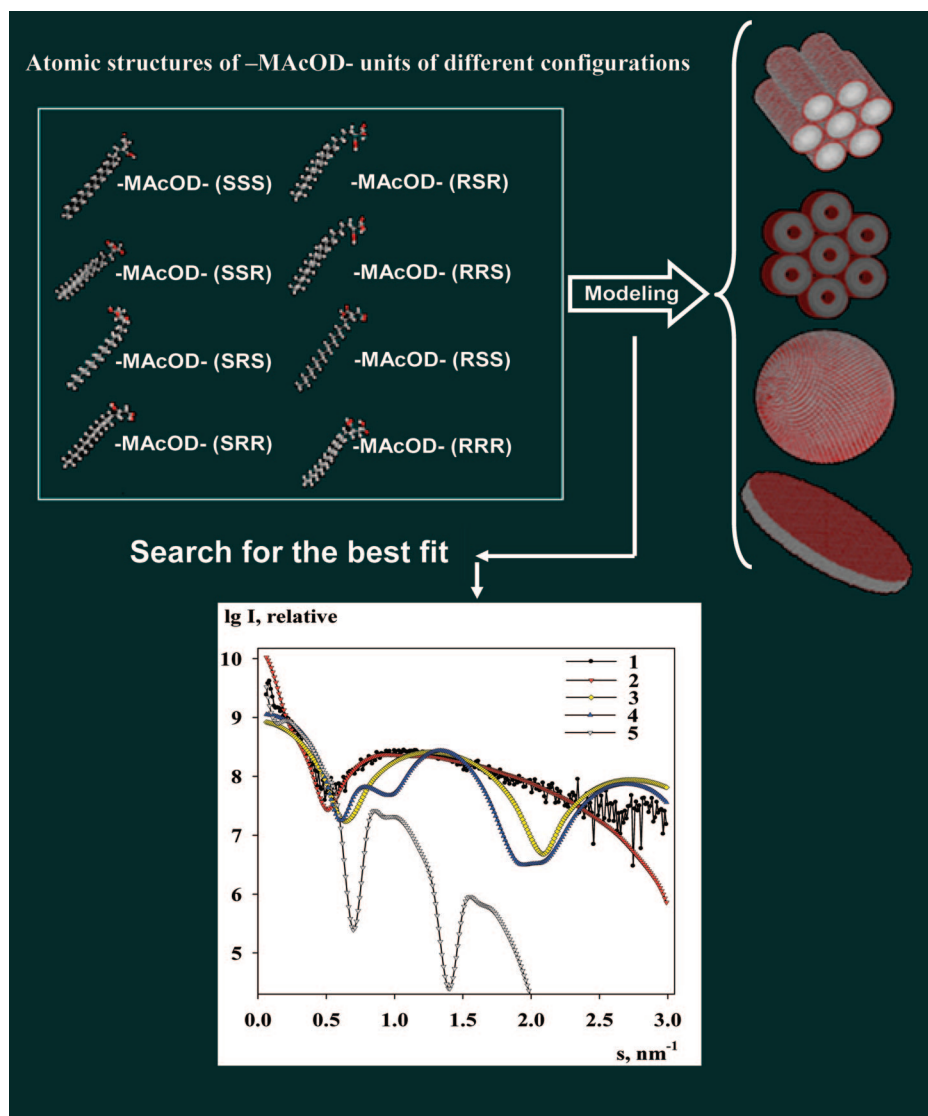 Atomic structures of –MAcOD- units of different configurations
-MAcOD- (SSS)
-MAcOD- (RSR)
-MAcOD- (SSR)
-MAcOD- (RRS)
-MAcOD- (SRS)
-MAcOD- (RSS)
-MAcOD- (SRR)
-MAcOD- (RRR)
Modeling
Search for the best fit
lg I, relative
10
9
8
7
6
5
1
2
3
4
5
0.0 0.5 1.0 1.5 2.0 2.5 3.0
s, nm-1